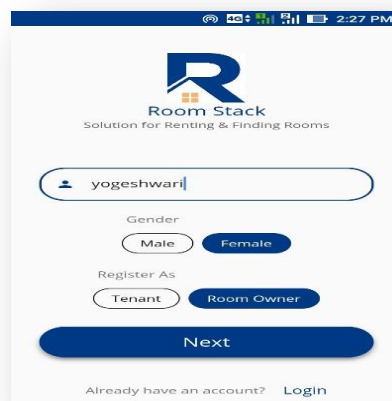 4G 2:27 PM
Room Stack
Solution for Renting & Finding Rooms
yogeshwari
Gender
Male Female
Register As
Tenant Room Owner
Next
Already have an account? Login